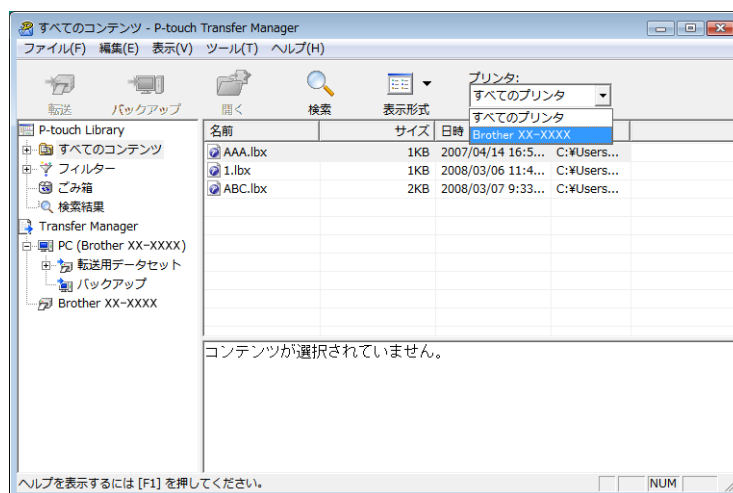 すべてのコンテンツ - P-touch Transfer Manager
ファイル(F) 編集(E) 表示(V) ツール(T) ヘルプ(H)
転送 バックアップ 開く 検索 表示形式
プリンタ:
すべてのプリンタ
すべてのプリンタ
Brother XX-XXXX
P-touch Library
すべてのコンテンツ
フィルター
ごみ箱
検索結果
Transfer Manager
PC (Brother XX-XXXX)
転送用データセット
バックアップ
Brother XX-XXXX
名前 サイズ 日時
AAA.lbx 1KB 2007/04/14 16:5... C:¥Users...
1.lbx 1KB 2008/03/06 11:4... C:¥Users...
ABC.lbx 2KB 2008/03/07 9:33... C:¥Users...
コンテンツが選択されていません。
ヘルプを表示するには [F1] を押してください。 NUM